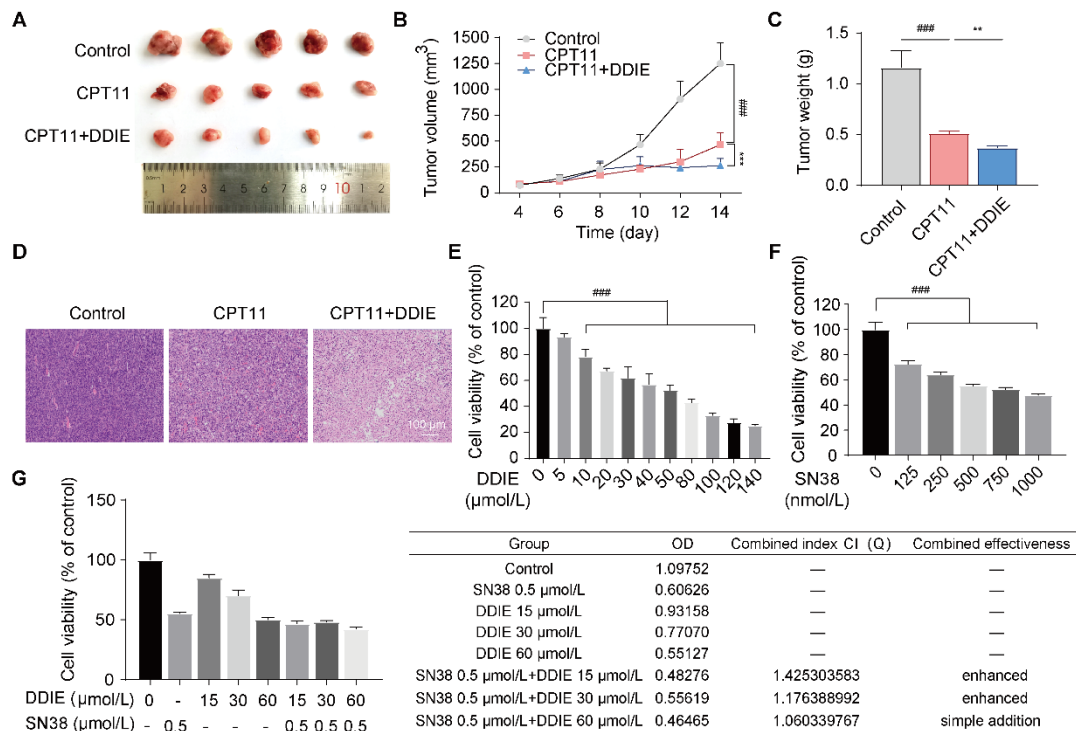 A
Control
CPT11
CPT11+DDIE
1 2 3 4 5 6 7 8 9 10 1 2
B
Tumor volume (mm³)
1500
1250
1000
750
500
250
0
4 6 8 10 12 14
Time (day)
Control
CPT11
CPT11+DDIE
###
***
C
Tumor weight (g)
1.5
1.0
0.5
0.0
### **
Control CPT11 CPT11+DDIE
D
Control CPT11 CPT11+DDIE
100 μm
E
Cell viability (% of control)
120
100
80
60
40
20
0
###
0 5 10 20 30 40 50 80 100 120 140
DDIE
(μmol/L)
F
Cell viability (% of control)
120
100
80
60
40
20
0
###
0 125 250 500 750 1000
SN38
(nmol/L)
G
Cell viability (% of control)
150
100
50
0
DDIE (μmol/L) 0 - 15 30 60 15 30 60
SN38 (μmol/L) - 0.5 - - - 0.5 0.5 0.5
Group OD Combined index CI (Q) Combined effectiveness
Control 1.09752 — —
SN38 0.5 μmol/L 0.60626 — —
DDIE 15 μmol/L 0.93158 — —
DDIE 30 μmol/L 0.77070 — —
DDIE 60 μmol/L 0.55127 — —
SN38 0.5 μmol/L+DDIE 15 μmol/L 0.48276 1.425303583 enhanced
SN38 0.5 μmol/L+DDIE 30 μmol/L 0.55619 1.176388992 enhanced
SN38 0.5 μmol/L+DDIE 60 μmol/L 0.46465 1.060339767 simple addition